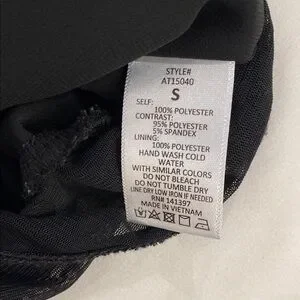 STYLE#
AT15040
S
SELF:
100% POLYESTER
CONTRAST:
95% POLYESTER
5% SPANDEX
LINING:
100% POLYESTER
HAND WASH COLD
WATER
WITH SIMILAR COLORS
DO NOT BLEACH
DO NOT TUMBLE DRY
LINE DRY LOW IRON IF NEEDED
RN# 141397
MADE IN VIETNAM